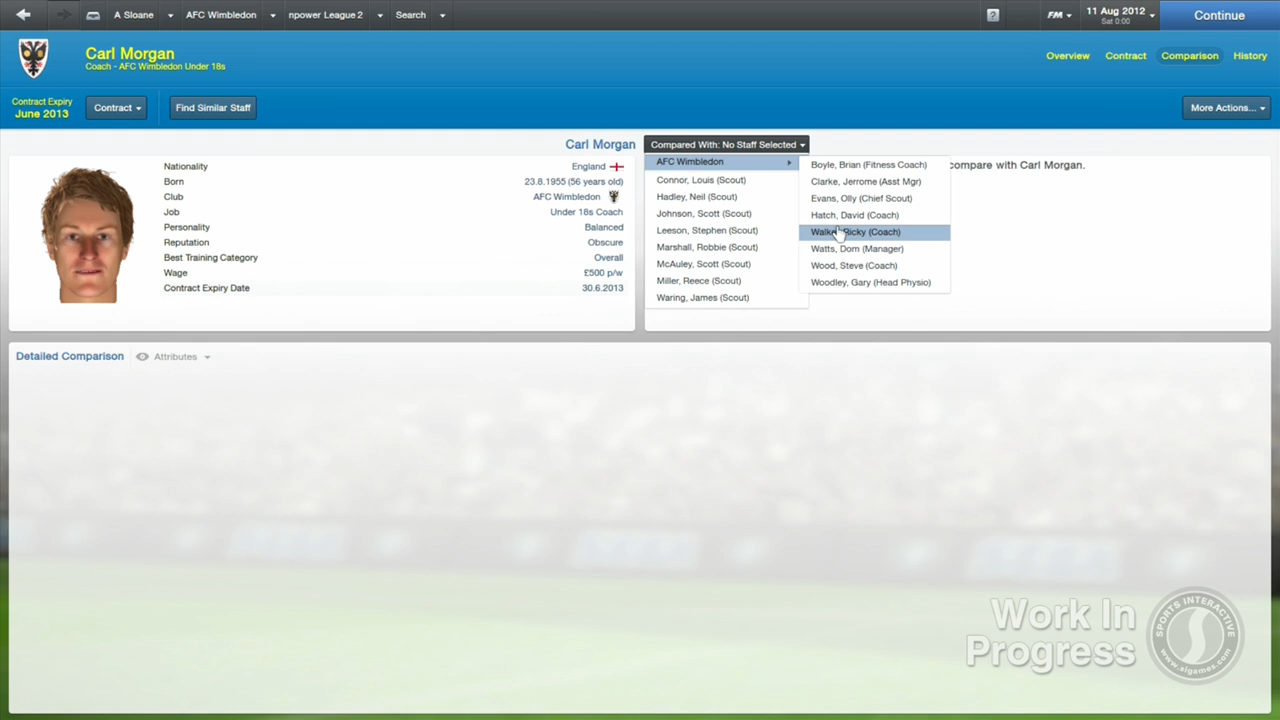 A Sloane
AFC Wimbledon
npower League 2
Search
?
FM
11 Aug 2012
Sat 0:00
Continue
Carl Morgan
Coach - AFC Wimbledon Under 18s
Overview
Contract
Comparison
History
Contract Expiry
June 2013
Contract
Find Similar Staff
More Actions...
Carl Morgan
Nationality England
Born 23.8.1955 (56 years old)
Club AFC Wimbledon
Job Under 18s Coach
Personality Balanced
Reputation Obscure
Best Training Category Overall
Wage £500 p/w
Contract Expiry Date 30.6.2013
Compared With: No Staff Selected
AFC Wimbledon
Connor, Louis (Scout)
Hadley, Neil (Scout)
Johnson, Scott (Scout)
Leeson, Stephen (Scout)
Marshall, Robbie (Scout)
McAuley, Scott (Scout)
Miller, Reece (Scout)
Waring, James (Scout)
Boyle, Brian (Fitness Coach)
Clarke, Jerrome (Asst Mgr)
Evans, Olly (Chief Scout)
Hatch, David (Coach)
Ricky (Coach)
Watts, Dom (Manager)
Wood, Steve (Coach)
Woodley, Gary (Head Physio)
compare with Carl Morgan.
Detailed Comparison
Attributes
Work In
Progress
SPORTS INTERACTIVE
www.sigames.com